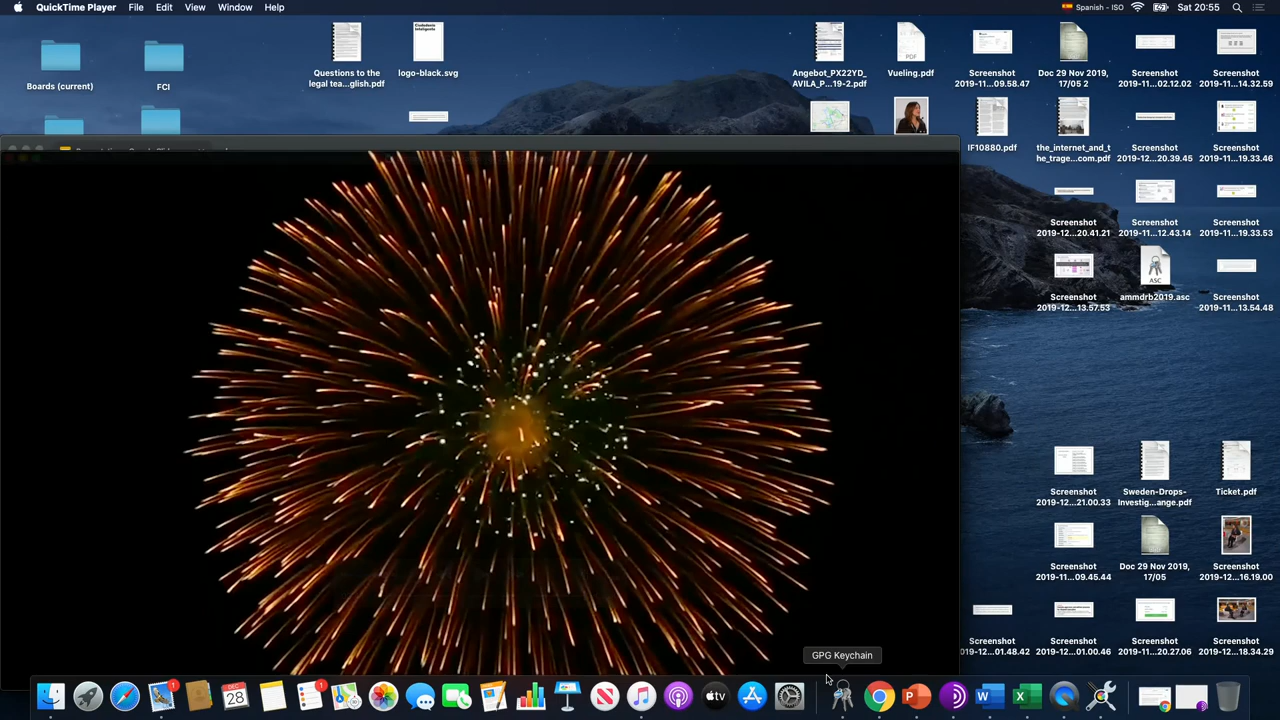 QuickTime Player File Edit View Window Help
Spanish - ISO Sat 20:55
Boards (current)
FCI
Questions to the
legal tea...glish.pdf
logo-black.svg
Ciudadanía
Inteligente
Angebot_PX22YD_
AVILA_P...19-2.pdf
PDF
Vueling.pdf
Screenshot
2019-11...09.58.47
Doc 29 Nov 2019,
17/05 2
Screenshot
2019-11...02.12.02
Screenshot
2019-11...14.32.59
IF10880.pdf
the_internet_and_t
he_trage...com.pdf
Screenshot
2019-12...20.39.45
Screenshot
2019-11...19.33.46
Screenshot
2019-12...20.41.21
Screenshot
2019-11...12.43.14
Screenshot
2019-11...19.33.53
Screenshot
2019-12...13.57.53
ASC
ammdrb2019.asc
Screenshot
2019-11...13.54.48
Screenshot
2019-12...21.00.33
Sweden-Drops-
Investig...ange.pdf
Ticket.pdf
Screenshot
2019-11...09.45.44
Doc 29 Nov 2019,
17/05
Screenshot
2019-12...16.19.00
Screenshot
2019-12...01.00.46
Screenshot
2019-11...20.27.06
Screenshot
2019-12...18.34.29
Screenshot
GPG Keychain
1
DEC
28
1
tv